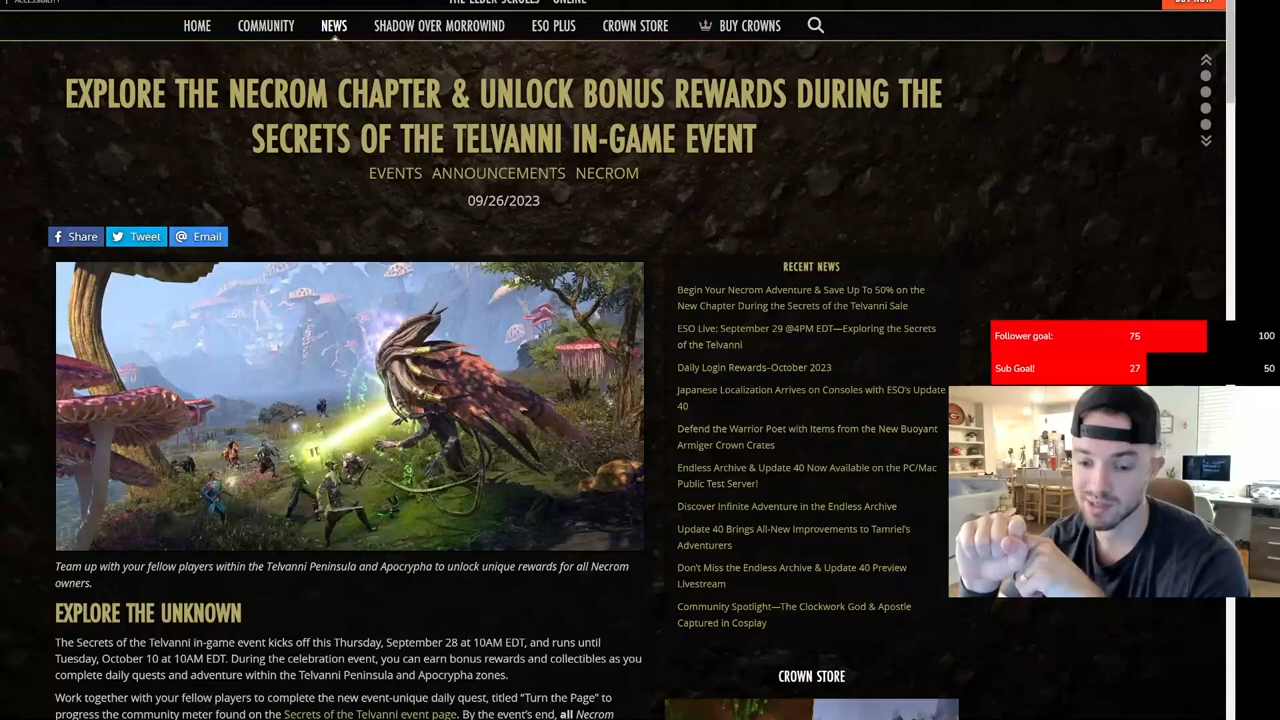 ACCESSIBILITY
THE ELDER SCROLLS ONLINE
BUY NOW
HOME COMMUNITY NEWS SHADOW OVER MORROWIND ESO PLUS CROWN STORE BUY CROWNS
EXPLORE THE NECROM CHAPTER & UNLOCK BONUS REWARDS DURING THE
SECRETS OF THE TELVANNI IN-GAME EVENT
EVENTS ANNOUNCEMENTS NECROM
09/26/2023
Share Tweet Email
Team up with your fellow players within the Telvanni Peninsula and Apocrypha to unlock unique rewards for all Necrom
owners.
EXPLORE THE UNKNOWN
The Secrets of the Telvanni in-game event kicks off this Thursday, September 28 at 10AM EDT, and runs until
Tuesday, October 10 at 10AM EDT. During the celebration event, you can earn bonus rewards and collectibles as you
complete daily quests and adventure within the Telvanni Peninsula and Apocrypha zones.
Work together with your fellow players to complete the new event-unique daily quest, titled “Turn the Page” to
progress the community meter found on the Secrets of the Telvanni event page. By the event's end, all Necrom
RECENT NEWS
Begin Your Necrom Adventure & Save Up To 50% on the
New Chapter During the Secrets of the Telvanni Sale
ESO Live: September 29 @4PM EDT—Exploring the Secrets
of the Telvanni
Daily Login Rewards–October 2023
Japanese Localization Arrives on Consoles with ESO's Update
40
Defend the Warrior Poet with Items from the New Buoyant
Armiger Crown Crates
Endless Archive & Update 40 Now Available on the PC/Mac
Public Test Server!
Discover Infinite Adventure in the Endless Archive
Update 40 Brings All-New Improvements to Tamriel's
Adventurers
Don't Miss the Endless Archive & Update 40 Preview
Livestream
Community Spotlight—The Clockwork God & Apostle
Captured in Cosplay
CROWN STORE
Follower goal: 75 100
Sub Goal! 27 50